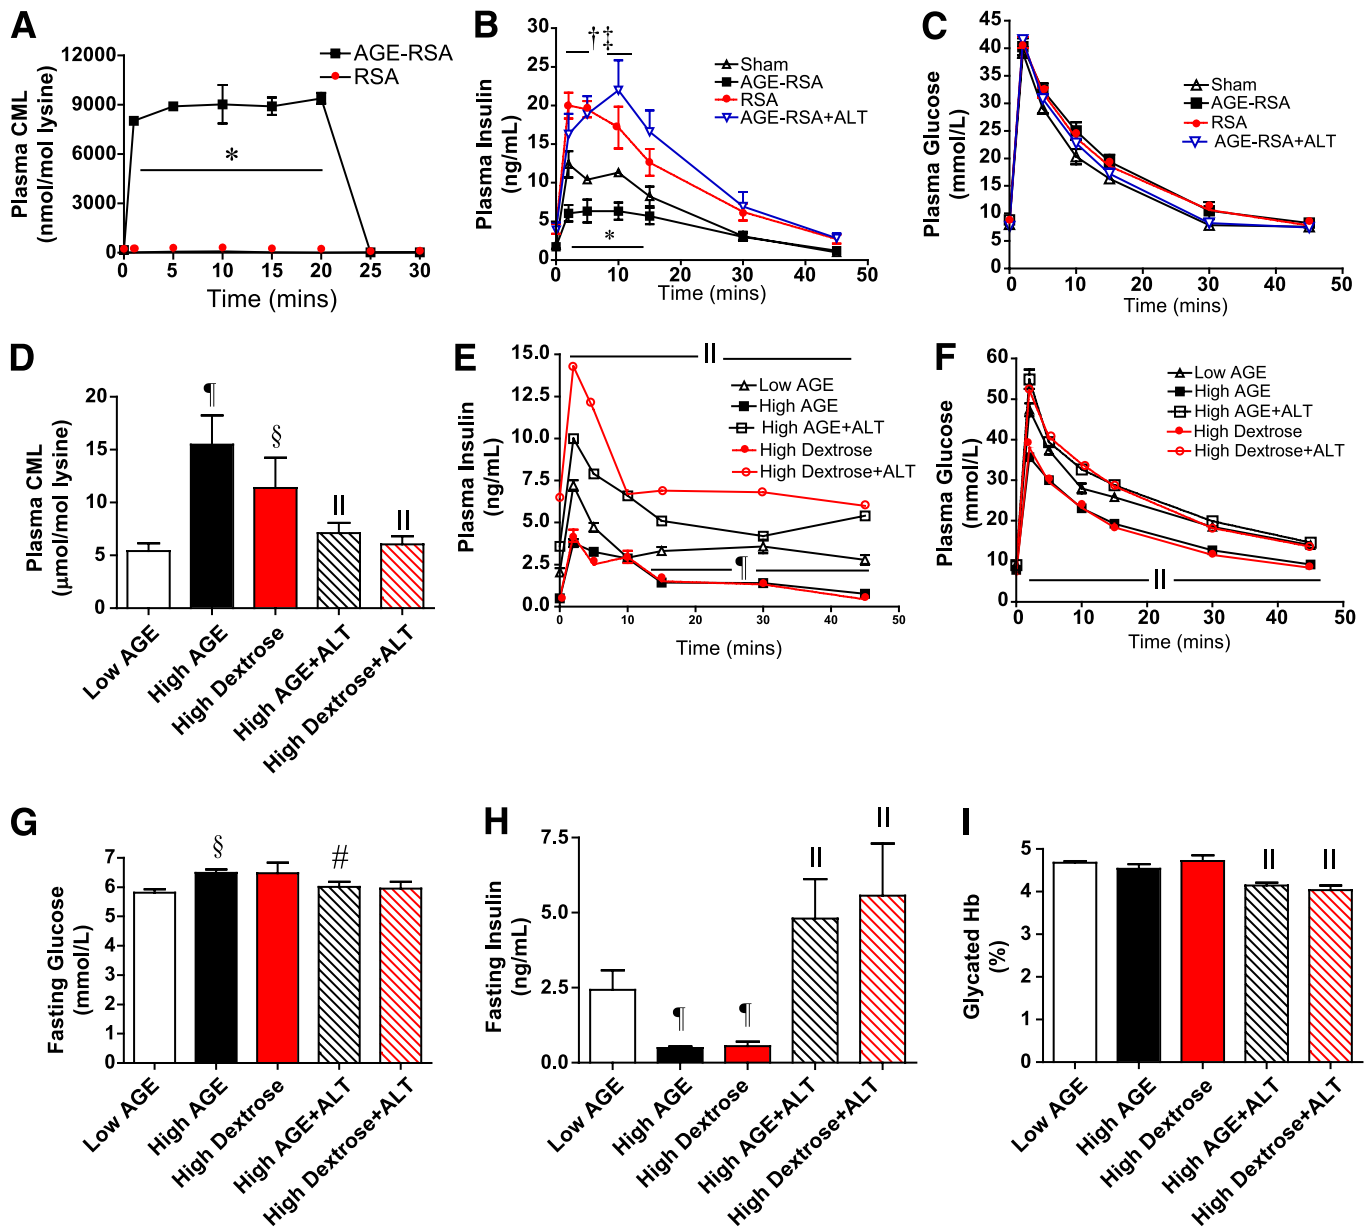 A
Plasma CML
(nmol/mol lysine)
12000
9000
6000
3000
0
AGE-RSA
RSA
*
0 5 10 15 20 25 30
Time (mins)
B
Plasma Insulin
(ng/mL)
30
25
20
15
10
5
0
†‡
Sham
AGE-RSA
RSA
AGE-RSA+ALT
*
0 10 20 30 40 50
Time (mins)
C
Plasma Glucose
(mmol/L)
45
40
35
30
25
20
15
10
5
0
Sham
AGE-RSA
RSA
AGE-RSA+ALT
0 10 20 30 40 50
Time (mins)
D
Plasma CML
(μmol/mol lysine)
20
15
10
5
0
¶
§
||
||
Low AGE
High AGE
High Dextrose
High AGE+ALT
High Dextrose+ALT
E
Plasma Insulin
(ng/mL)
15.0
12.5
10.0
7.5
5.0
2.5
0.0
||
Low AGE
High AGE
High AGE+ALT
High Dextrose
High Dextrose+ALT
¶
0 10 20 30 40 50
Time (mins)
F
Plasma Glucose
(mmol/L)
60
50
40
30
20
10
0
Low AGE
High AGE
High AGE+ALT
High Dextrose
High Dextrose+ALT
||
0 10 20 30 40 50
Time (mins)
G
Fasting Glucose
(mmol/L)
7
6
5
4
3
2
1
0
§
#
Low AGE
High AGE
High Dextrose
High AGE+ALT
High Dextrose+ALT
H
Fasting Insulin
(ng/mL)
7.5
5.0
2.5
0.0
¶
¶
||
||
Low AGE
High AGE
High Dextrose
High AGE+ALT
High Dextrose+ALT
I
Glycated Hb
(%)
5
4
3
2
1
0
||
||
Low AGE
High AGE
High Dextrose
High AGE+ALT
High Dextrose+ALT